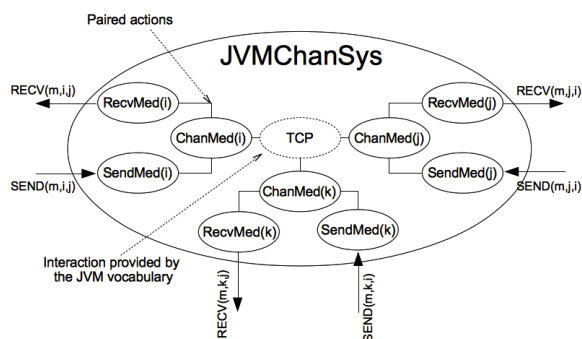 Paired actions
JVMChanSys
RECV(m,i,j)
RecvMed(i)
RecvMed(j)
RECV(m,j,i)
ChanMed(i)
TCP
ChanMed(j)
SEND(m,i,j)
SendMed(i)
SendMed(j)
SEND(m,j,i)
ChanMed(k)
RecvMed(k)
SendMed(k)
Interaction provided by
the JVM vocabulary
RECV(m,k,j)
SEND(m,k,i)